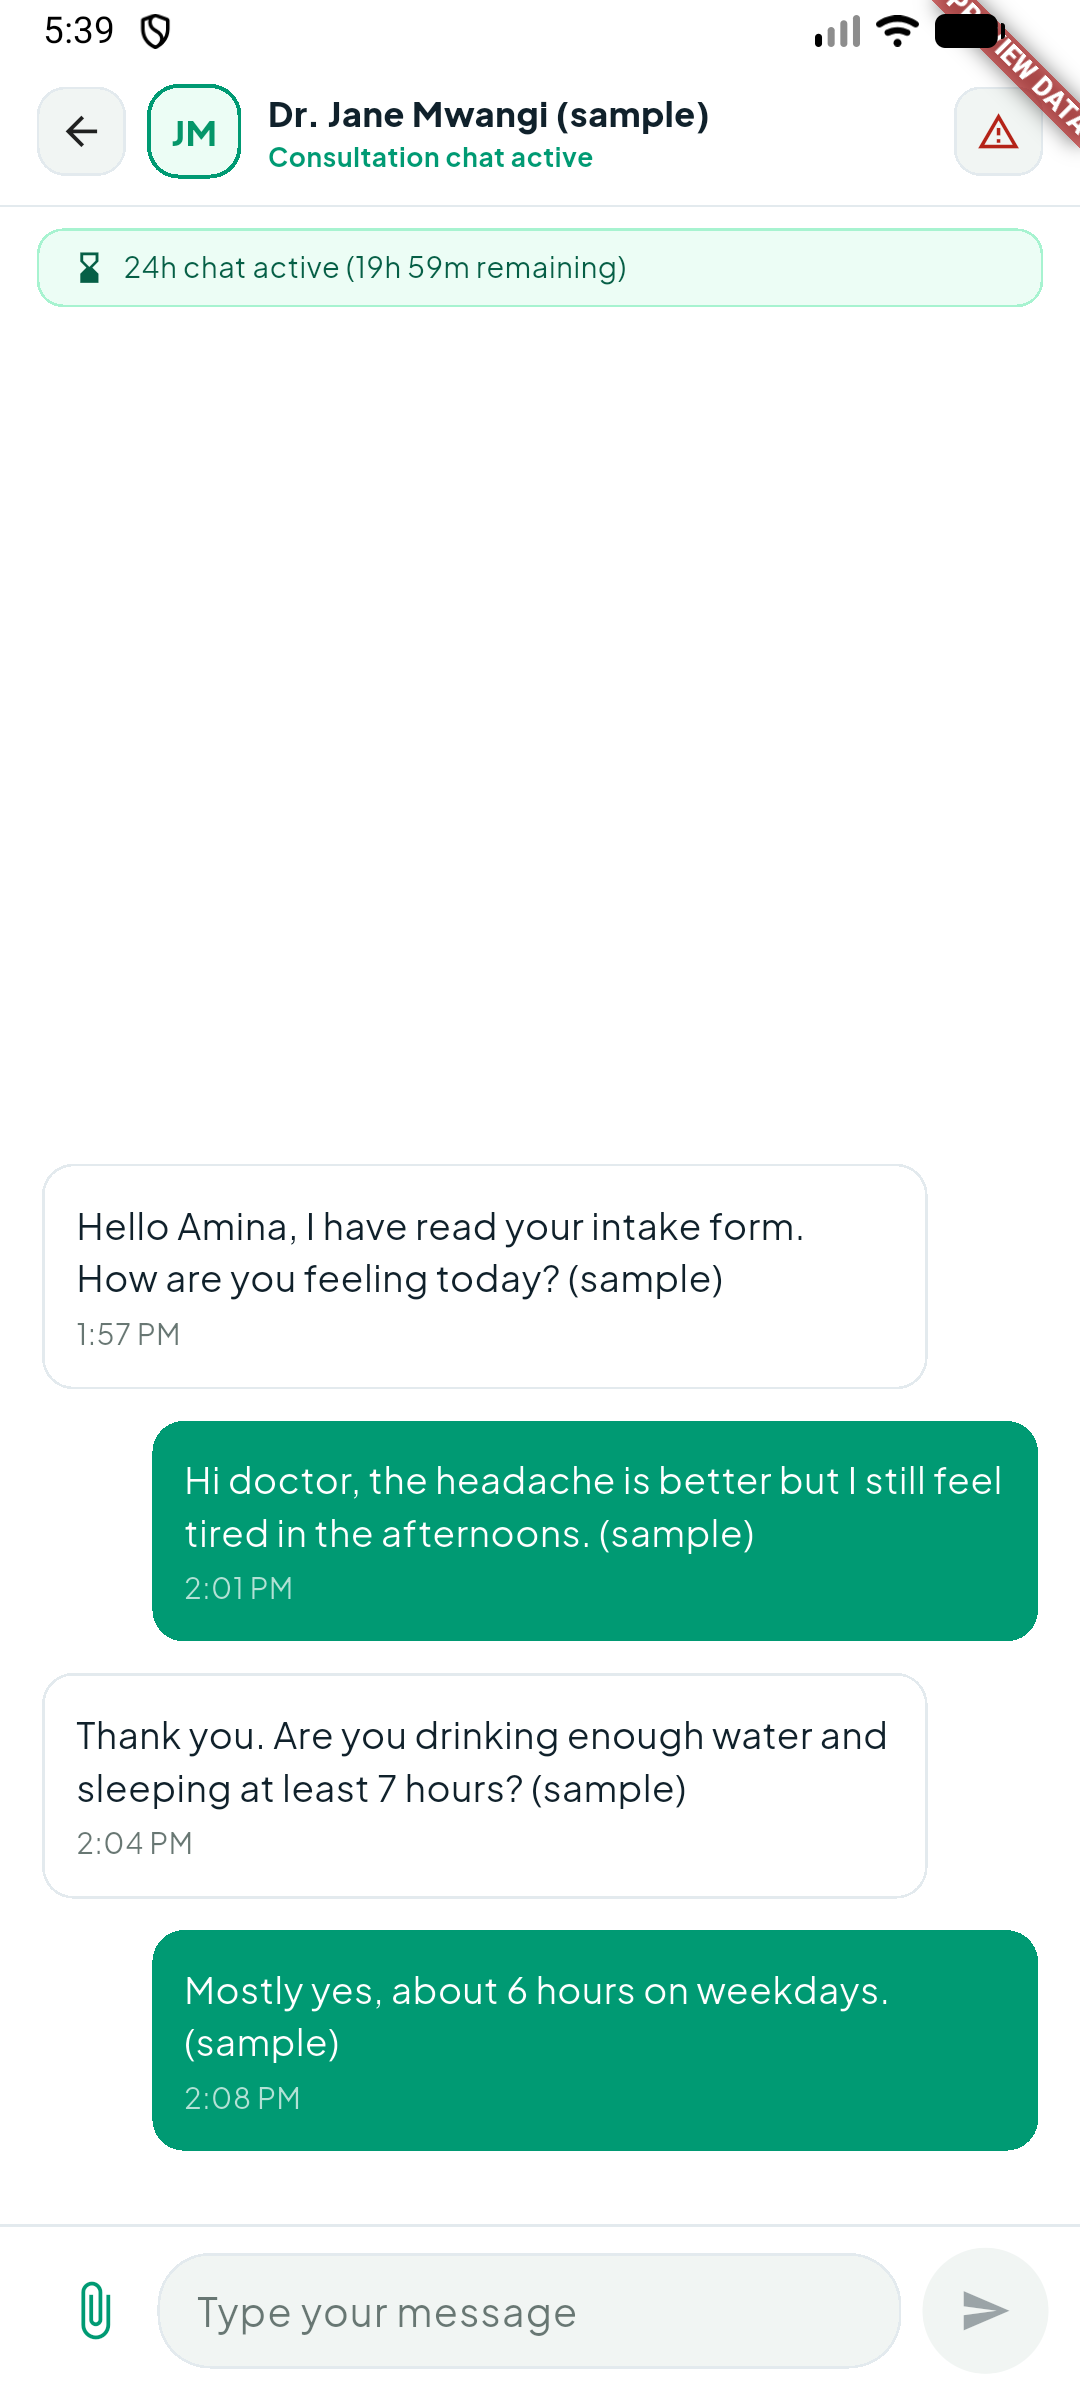 5:39
JM
Dr. Jane Mwangi (sample)
Consultation chat active
24h chat active (19h 59m remaining)
Hello Amina, I have read your intake form.
How are you feeling today? (sample)
1:57 PM
Hi doctor, the headache is better but I still feel
tired in the afternoons. (sample)
2:01 PM
Thank you. Are you drinking enough water and
sleeping at least 7 hours? (sample)
2:04 PM
Mostly yes, about 6 hours on weekdays.
(sample)
2:08 PM
Type your message